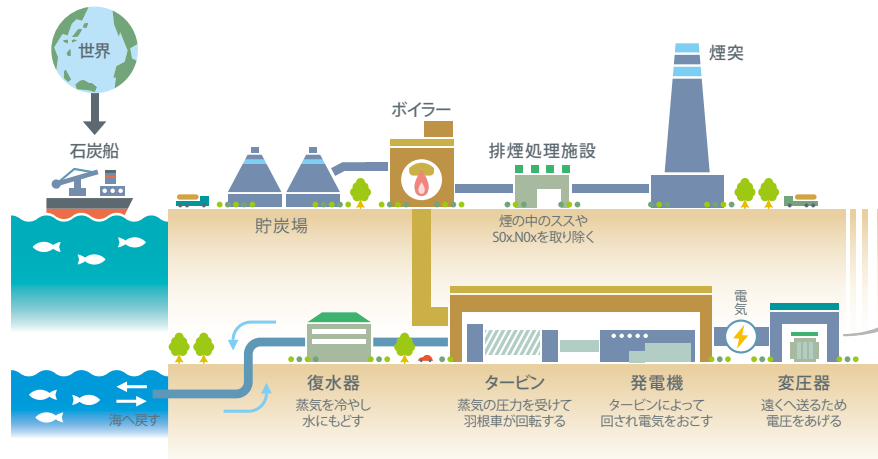 世界
石炭船
貯炭場
ボイラー
排煙処理施設
煙の中のススや
S0x.N0xを取り除く
煙突
海へ戻す
復水器
蒸気を冷やし
水にもどす
タービン
蒸気の圧力を受けて
羽根車が回転する
発電機
タービンによって
回され電気をおこす
電気
変圧器
遠くへ送るため
電圧をあげる